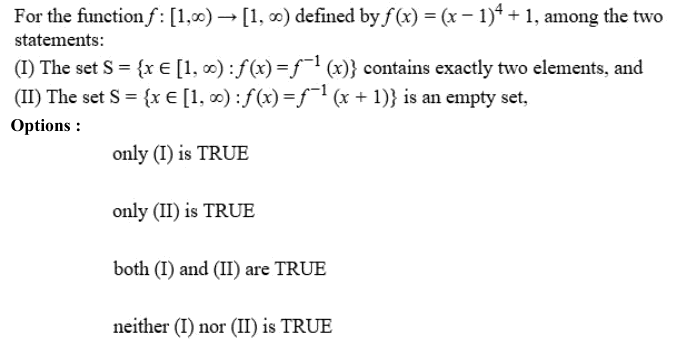 For the function f : [1,∞) → [1, ∞) defined by f (x) = (x − 1)⁴ + 1, among the two
statements:
(I) The set S = {x ∈ [1, ∞) : f (x) = f⁻¹ (x)} contains exactly two elements, and
(II) The set S = {x ∈ [1, ∞) : f (x) = f⁻¹ (x + 1)} is an empty set,
Options :
only (I) is TRUE
only (II) is TRUE
both (I) and (II) are TRUE
neither (I) nor (II) is TRUE